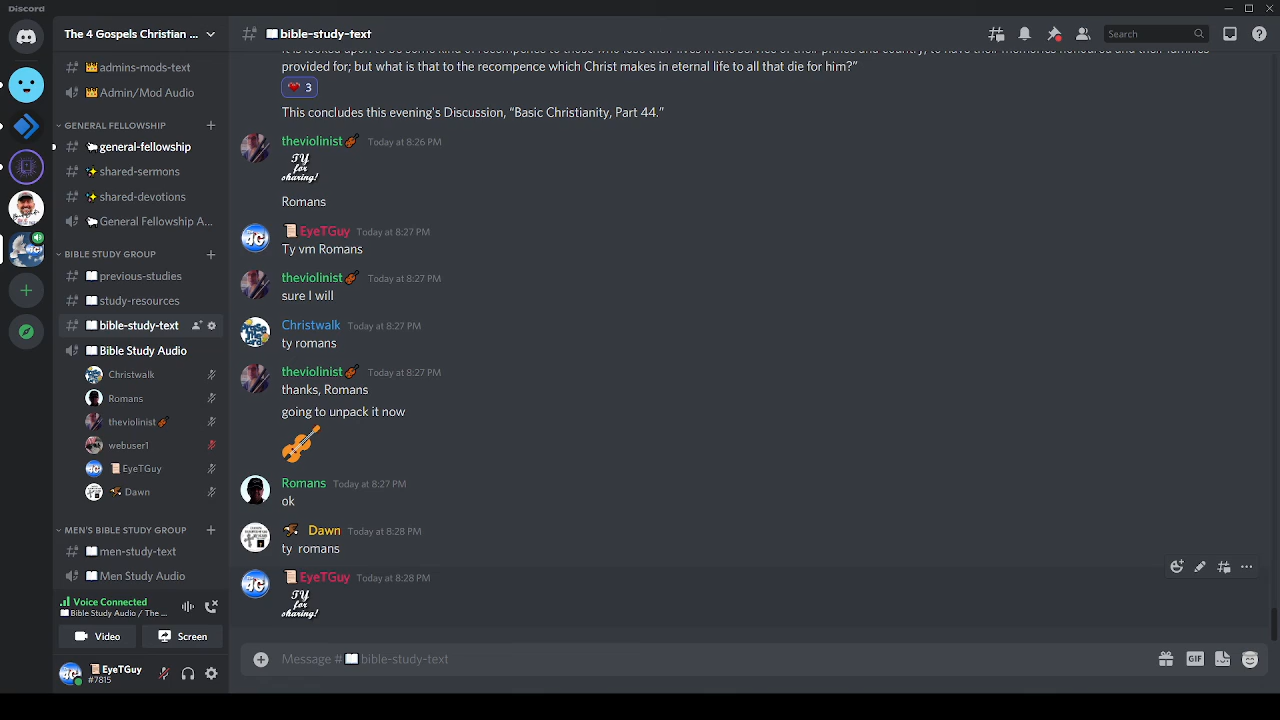 Discord
The 4 Gospels Christian ...
bible-study-text
Search
admins-mods-text
Admin/Mod Audio
GENERAL FELLOWSHIP
general-fellowship
shared-sermons
shared-devotions
General Fellowship A...
BIBLE STUDY GROUP
previous-studies
study-resources
bible-study-text
Bible Study Audio
Christwalk
Romans
theviolinist
webuser1
EyeTGuy
Dawn
MEN'S BIBLE STUDY GROUP
men-study-text
Men Study Audio
Voice Connected
Bible Study Audio / The ...
Video
Screen
EyeTGuy
#7815
provided for; but what is that to the recompence which Christ makes in eternal life to all that die for him?”
3
This concludes this evening's Discussion, “Basic Christianity, Part 44.”
theviolinist Today at 8:26 PM
TY
for
sharing!
Romans
EyeTGuy Today at 8:27 PM
Ty vm Romans
theviolinist Today at 8:27 PM
sure I will
Christwalk Today at 8:27 PM
ty romans
theviolinist Today at 8:27 PM
thanks, Romans
going to unpack it now
Romans Today at 8:27 PM
ok
Dawn Today at 8:28 PM
ty romans
EyeTGuy Today at 8:28 PM
TY
for
sharing!
Message # bible-study-text
GIF